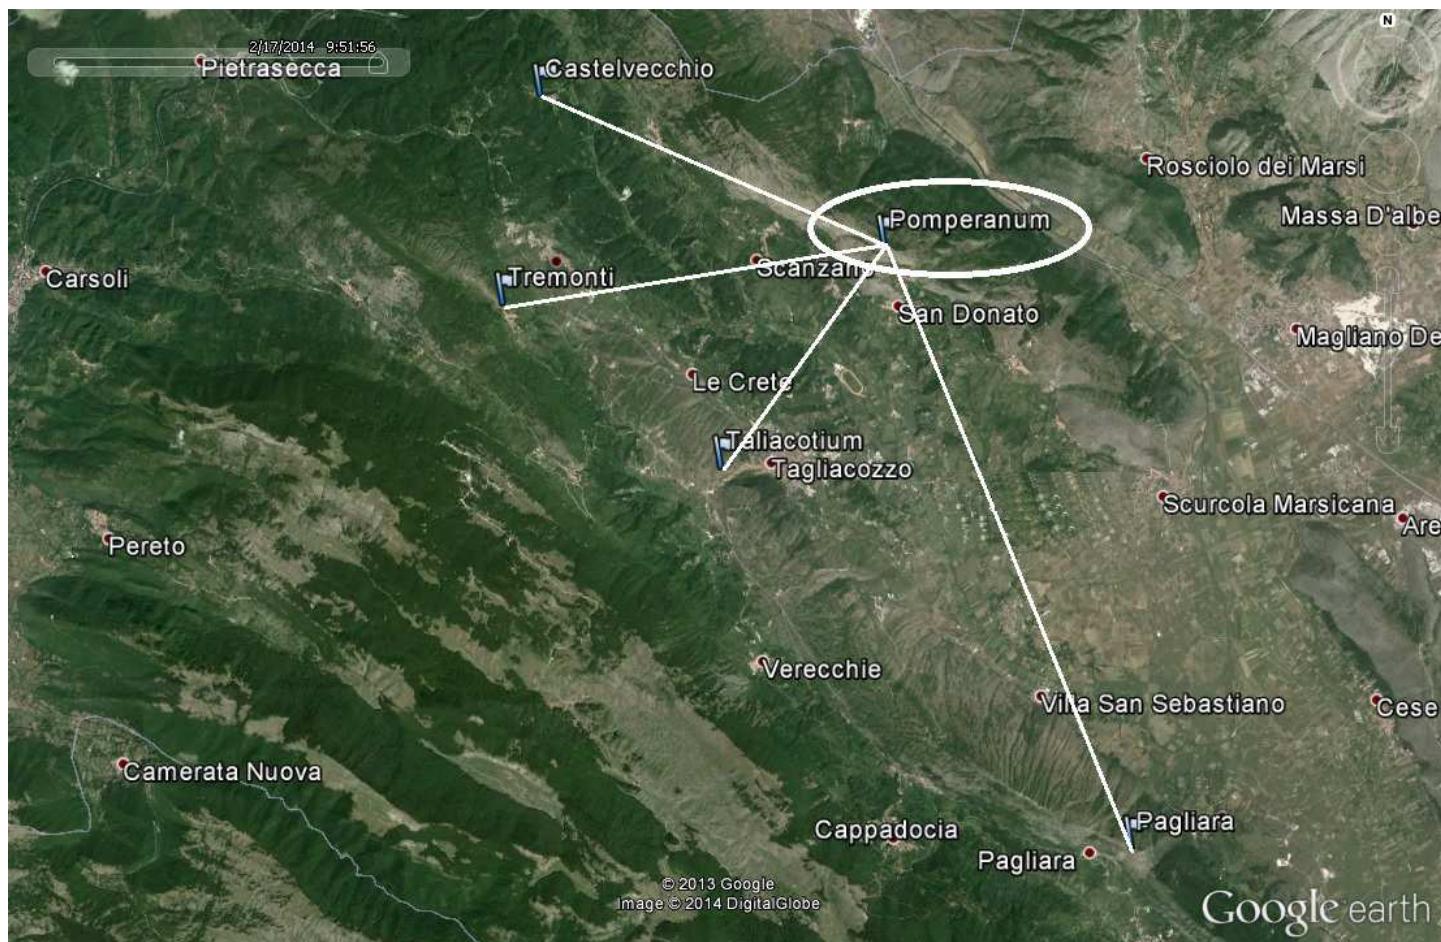 2/17/2014 9:51:56
N
Pietrasecca
Castelvecchio
Rosciolo dei Marsi
Massa D'albe
Pomperanum
Carsoli
Tremonti
Scanzano
San Donato
Magliano De
Le Crete
Taliacotium
Tagliacozzo
Scurcola Marsicana
Are
Pereto
Verecchie
Villa San Sebastiano
Cese
Camerata Nuova
Cappadocia
Pagliara
Pagliara
© 2013 Google
Image © 2014 DigitalGlobe
Google earth